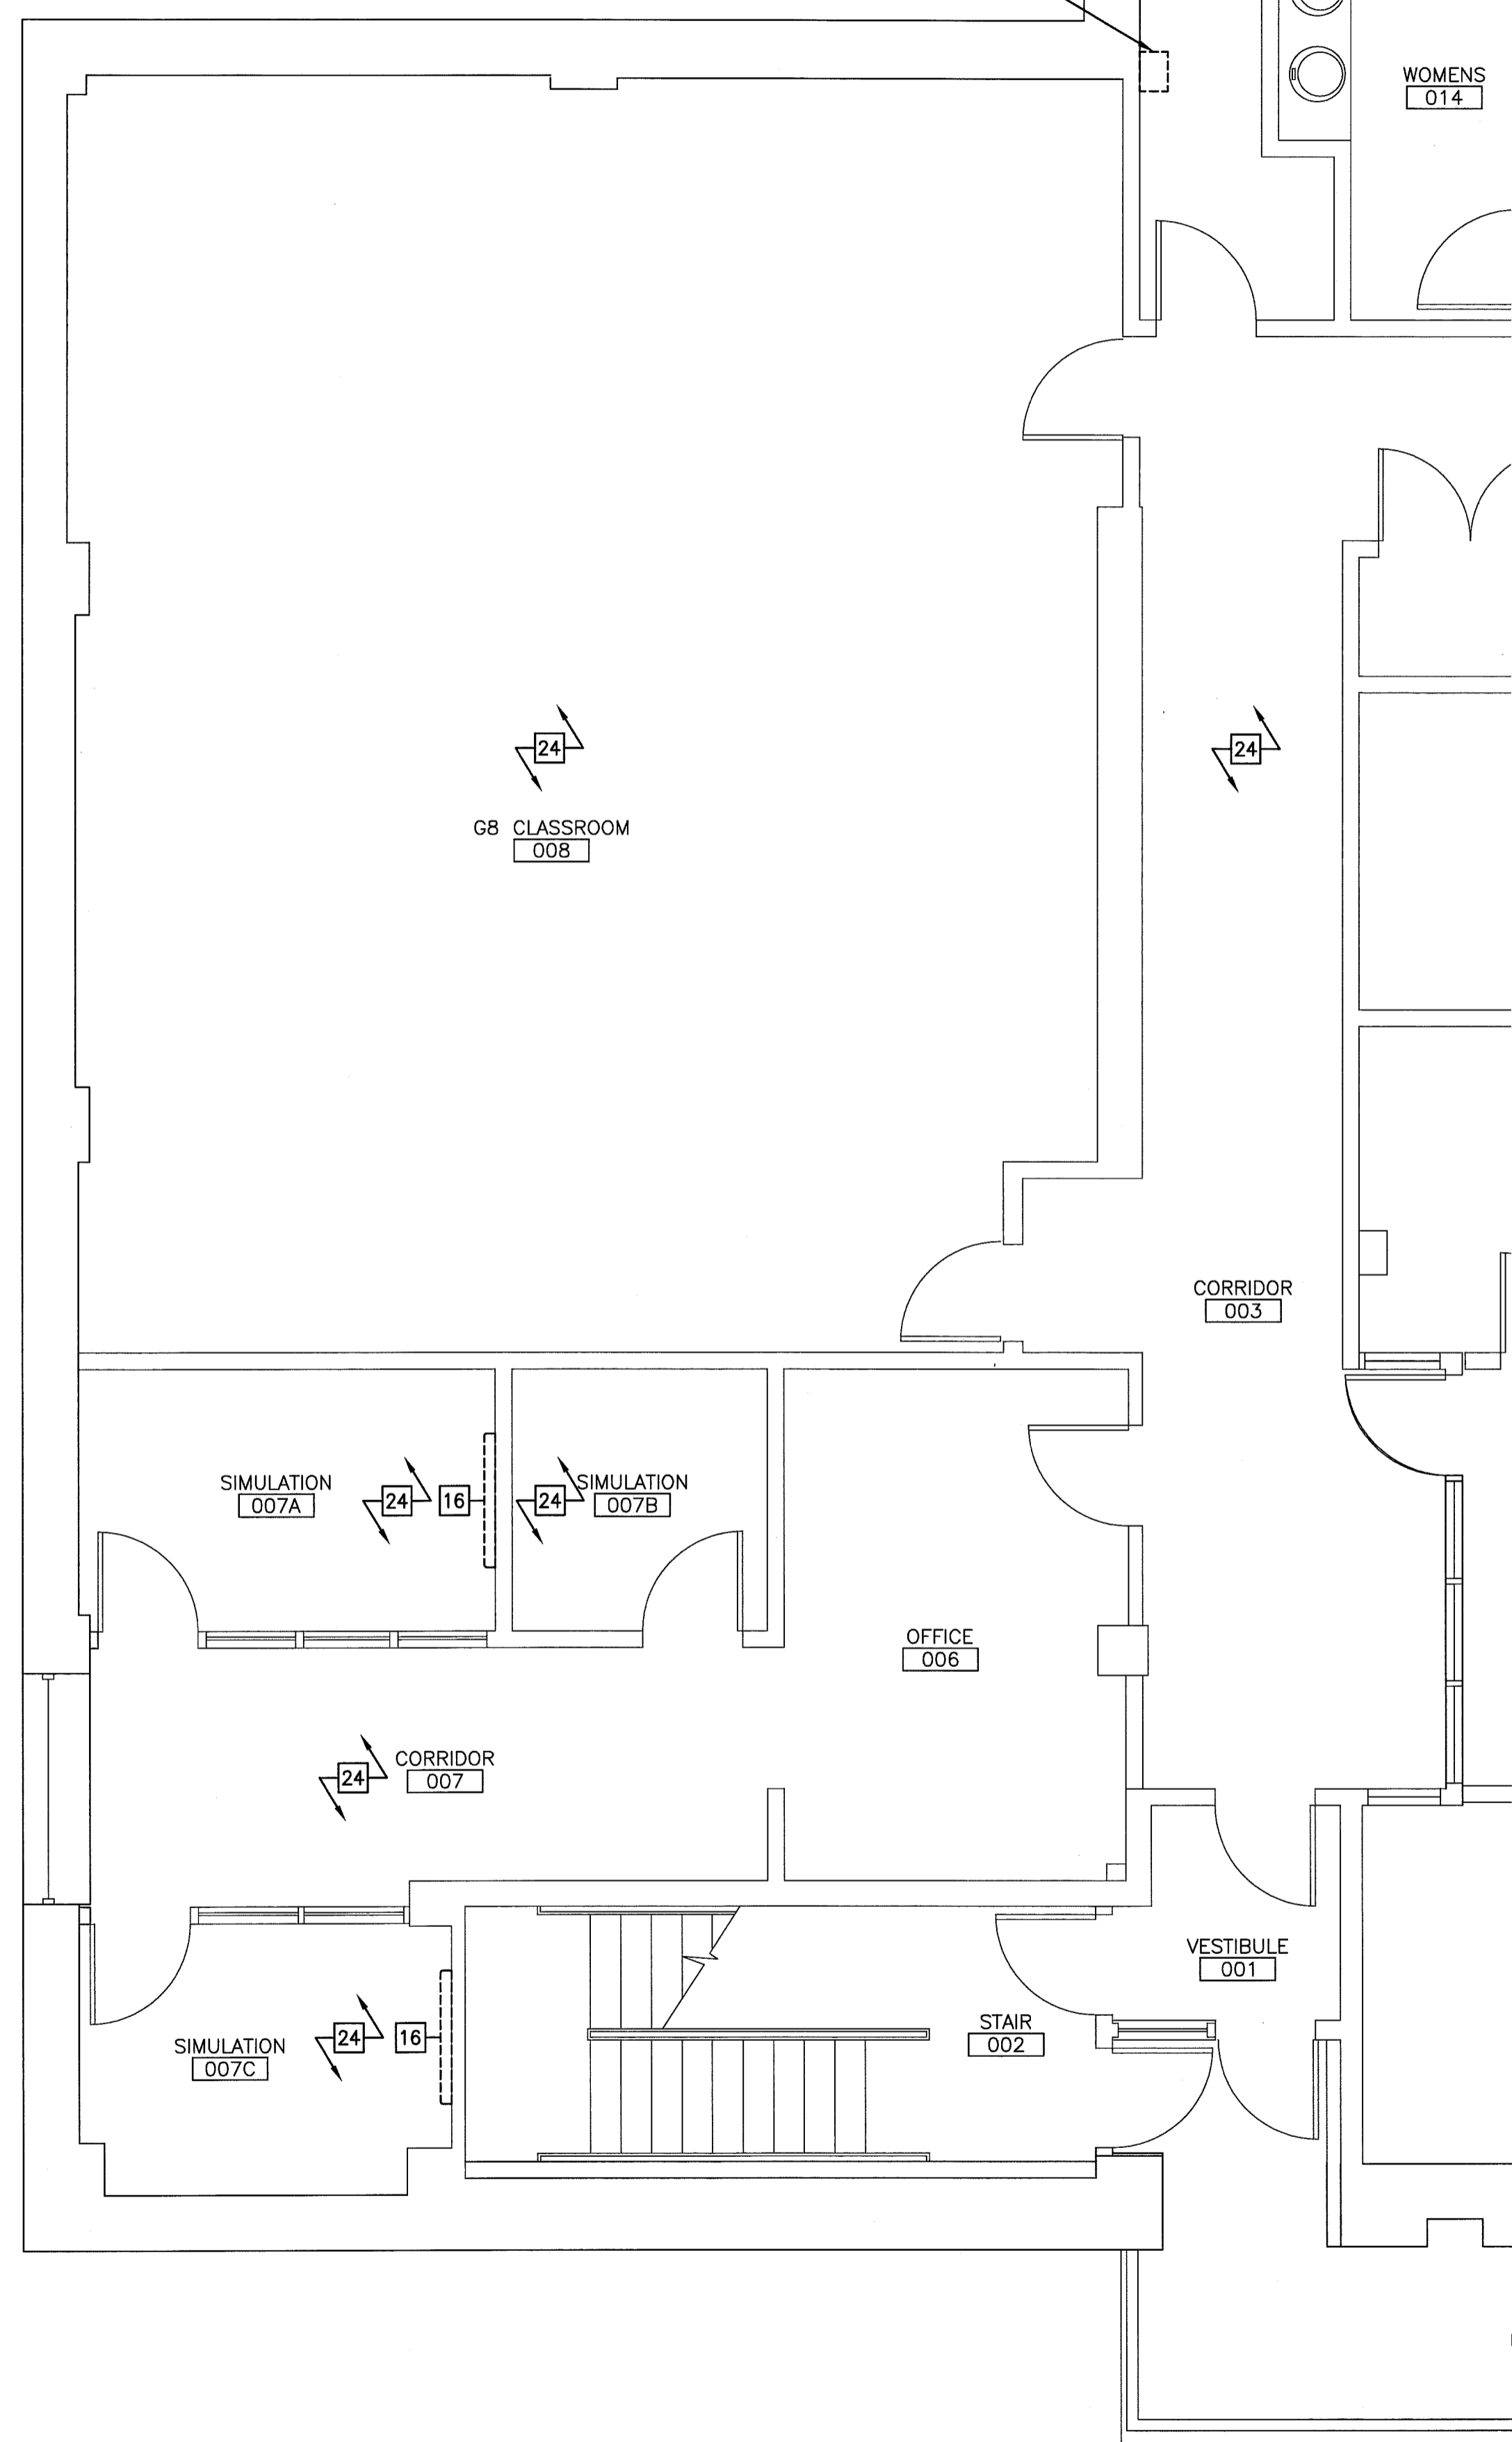 WOMENS
014
24
24
G8 CLASSROOM
008
CORRIDOR
003
SIMULATION
007A
24
16
24
SIMULATION
007B
OFFICE
006
24
CORRIDOR
007
VESTIBULE
001
STAIR
002
SIMULATION
007C
24
16